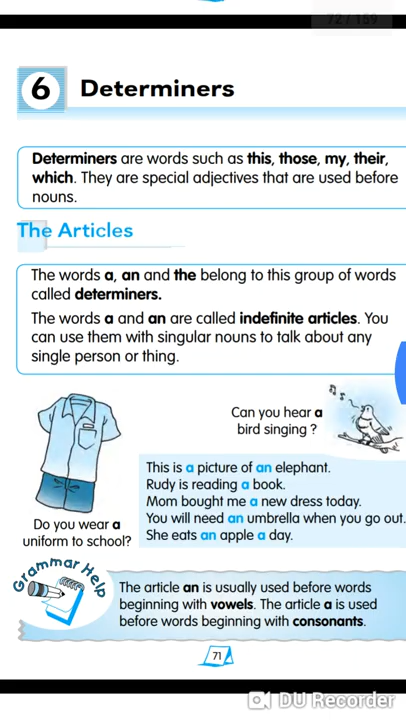 72 / 159
6 Determiners
Determiners are words such as this, those, my, their,
which. They are special adjectives that are used before
nouns.
The Articles
The words a, an and the belong to this group of words
called determiners.
The words a and an are called indefinite articles. You
can use them with singular nouns to talk about any
single person or thing.
Can you hear a
bird singing ?
This is a picture of an elephant.
Rudy is reading a book.
Mom bought me a new dress today.
You will need an umbrella when you go out.
She eats an apple a day.
Do you wear a
uniform to school?
Grammar Help
The article an is usually used before words
beginning with vowels. The article a is used
before words beginning with consonants.
71
DU Recorder